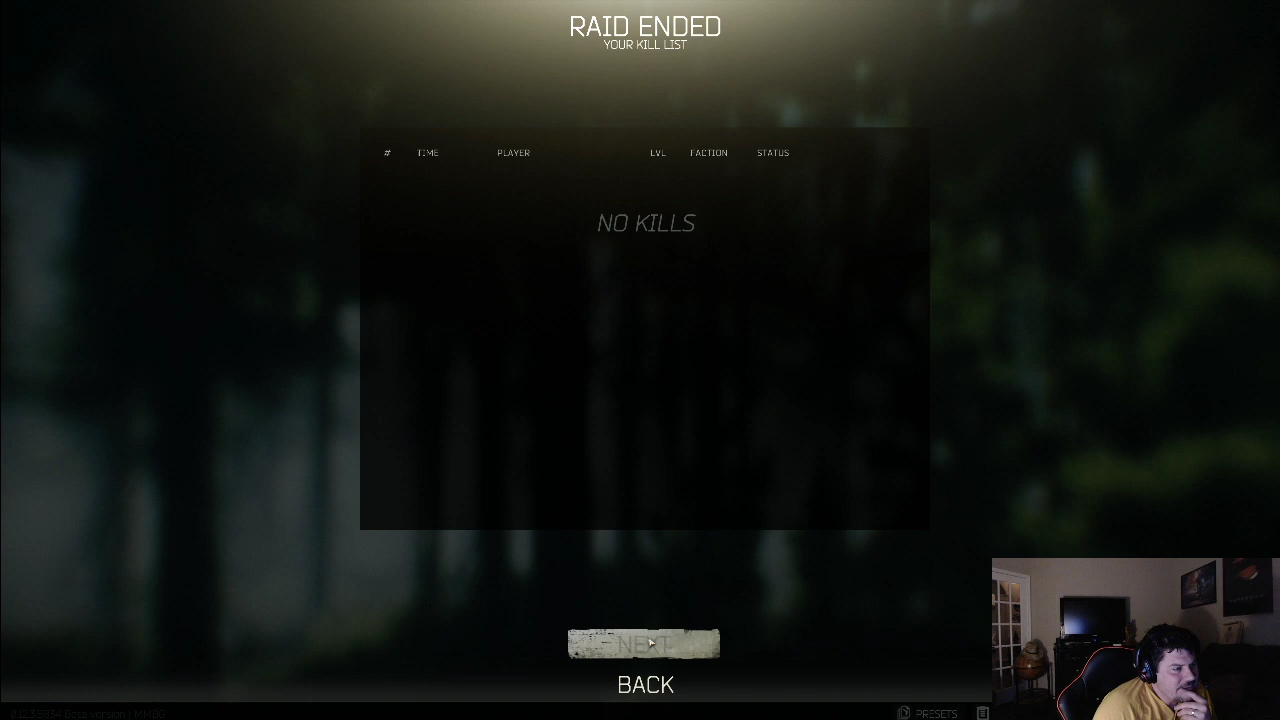 RAID ENDED
YOUR KILL LIST
# TIME PLAYER LVL FACTION STATUS
NO KILLS
NEXT
BACK
PRESETS